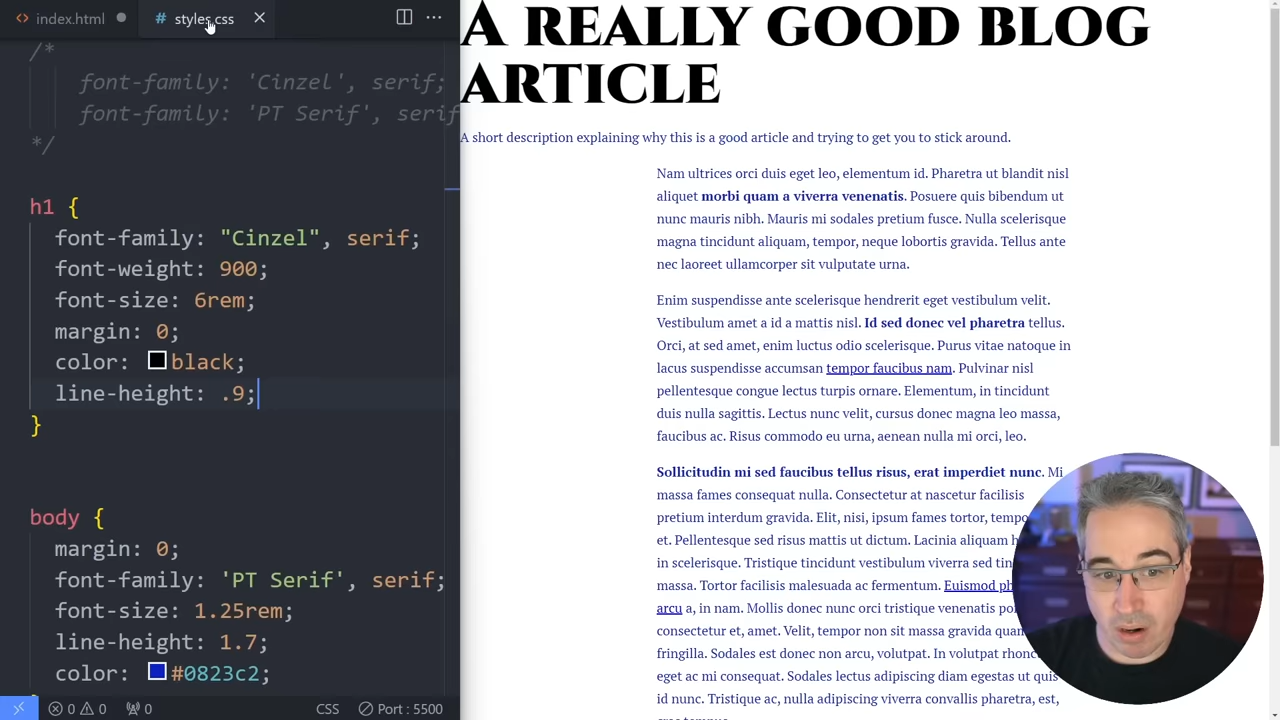 index.html
styles.css
/*
font-family: 'Cinzel', serif;
font-family: 'PT Serif', serif
*/
h1 {
font-family: "Cinzel", serif;
font-weight: 900;
font-size: 6rem;
margin: 0;
color: black;
line-height: .9;
}
body {
margin: 0;
font-family: 'PT Serif', serif;
font-size: 1.25rem;
line-height: 1.7;
color: #0823c2;
0 0 0 CSS Port : 5500
A REALLY GOOD BLOG
ARTICLE
A short description explaining why this is a good article and trying to get you to stick around.
Nam ultrices orci duis eget leo, elementum id. Pharetra ut blandit nisl
aliquet morbi quam a viverra venenatis. Posuere quis bibendum ut
nunc mauris nibh. Mauris mi sodales pretium fusce. Nulla scelerisque
magna tincidunt aliquam, tempor, neque lobortis gravida. Tellus ante
nec laoreet ullamcorper sit vulputate urna.
Enim suspendisse ante scelerisque hendrerit eget vestibulum velit.
Vestibulum amet a id a mattis nisl. Id sed donec vel pharetra tellus.
Orci, at sed amet, enim luctus odio scelerisque. Purus vitae natoque in
lacus suspendisse accumsan tempor faucibus nam. Pulvinar nisl
pellentesque congue lectus turpis ornare. Elementum, in tincidunt
duis nulla sagittis. Lectus nunc velit, cursus donec magna leo massa,
faucibus ac. Risus commodo eu urna, aenean nulla mi orci, leo.
Sollicitudin mi sed faucibus tellus risus, erat imperdiet nunc. Mi
massa fames consequat nulla. Consectetur at nascetur facilisis
pretium interdum gravida. Elit, nisi, ipsum fames tortor, tempo
et. Pellentesque sed risus mattis ut dictum. Lacinia aliquam
in scelerisque. Tristique tincidunt vestibulum viverra sed
massa. Tortor facilisis malesuada ac fermentum. Euismod
arcu a, in nam. Mollis donec nunc orci tristique venenatis
consectetur et, amet. Velit, tempor non sit massa gravida
fringilla. Sodales est donec non arcu, volutpat. In volutpat
eget ac mi consequat. Sodales lectus adipiscing diam egestas ut quis
id nunc. Tristique ac, nulla adipiscing viverra convallis pharetra, est,